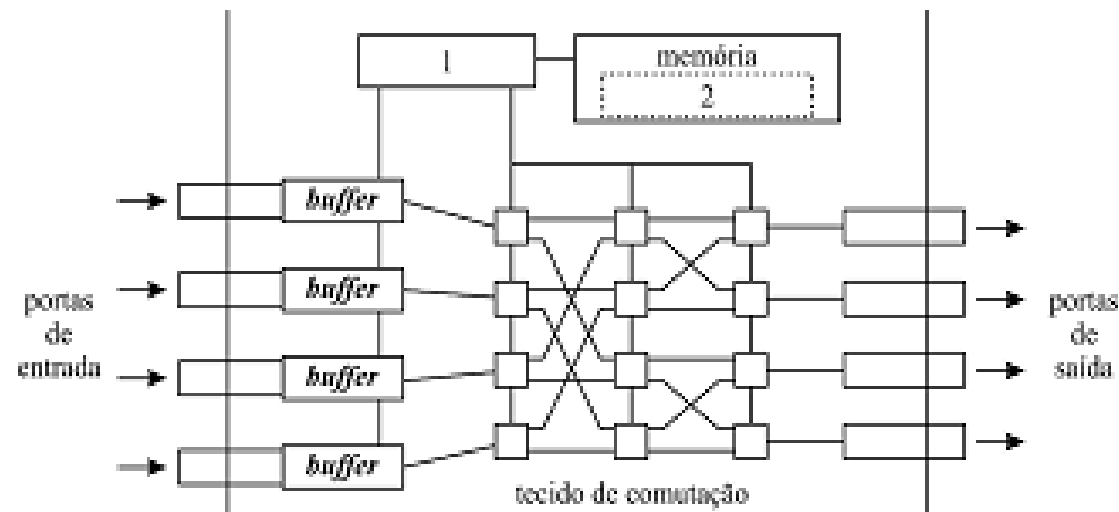 1
memória
2
buffer
buffer
buffer
buffer
portas
de
entrada
portas
de
saída
tecido de comutação